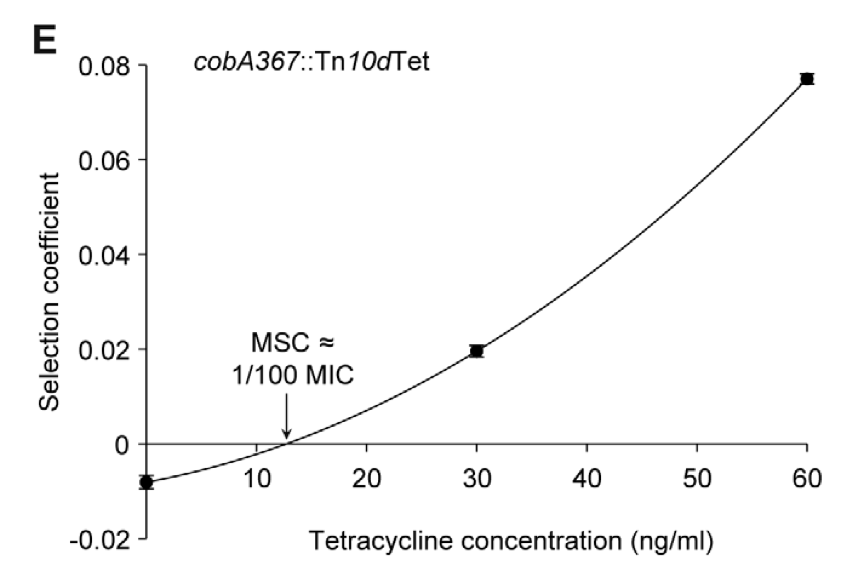 E
cobA367::Tn10dTet
0.08
0.06
0.04
0.02
0
-0.02
Selection coefficient
MSC ≈
1/100 MIC
10 20 30 40 50 60
Tetracycline concentration (ng/ml)